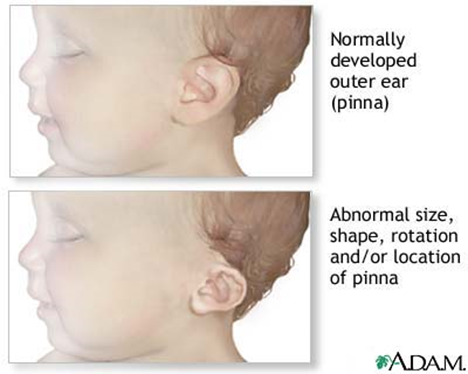 Normally
developed
outer ear
(pinna)
Abnormal size,
shape, rotation
and/or location
of pinna
A.D.A.M.